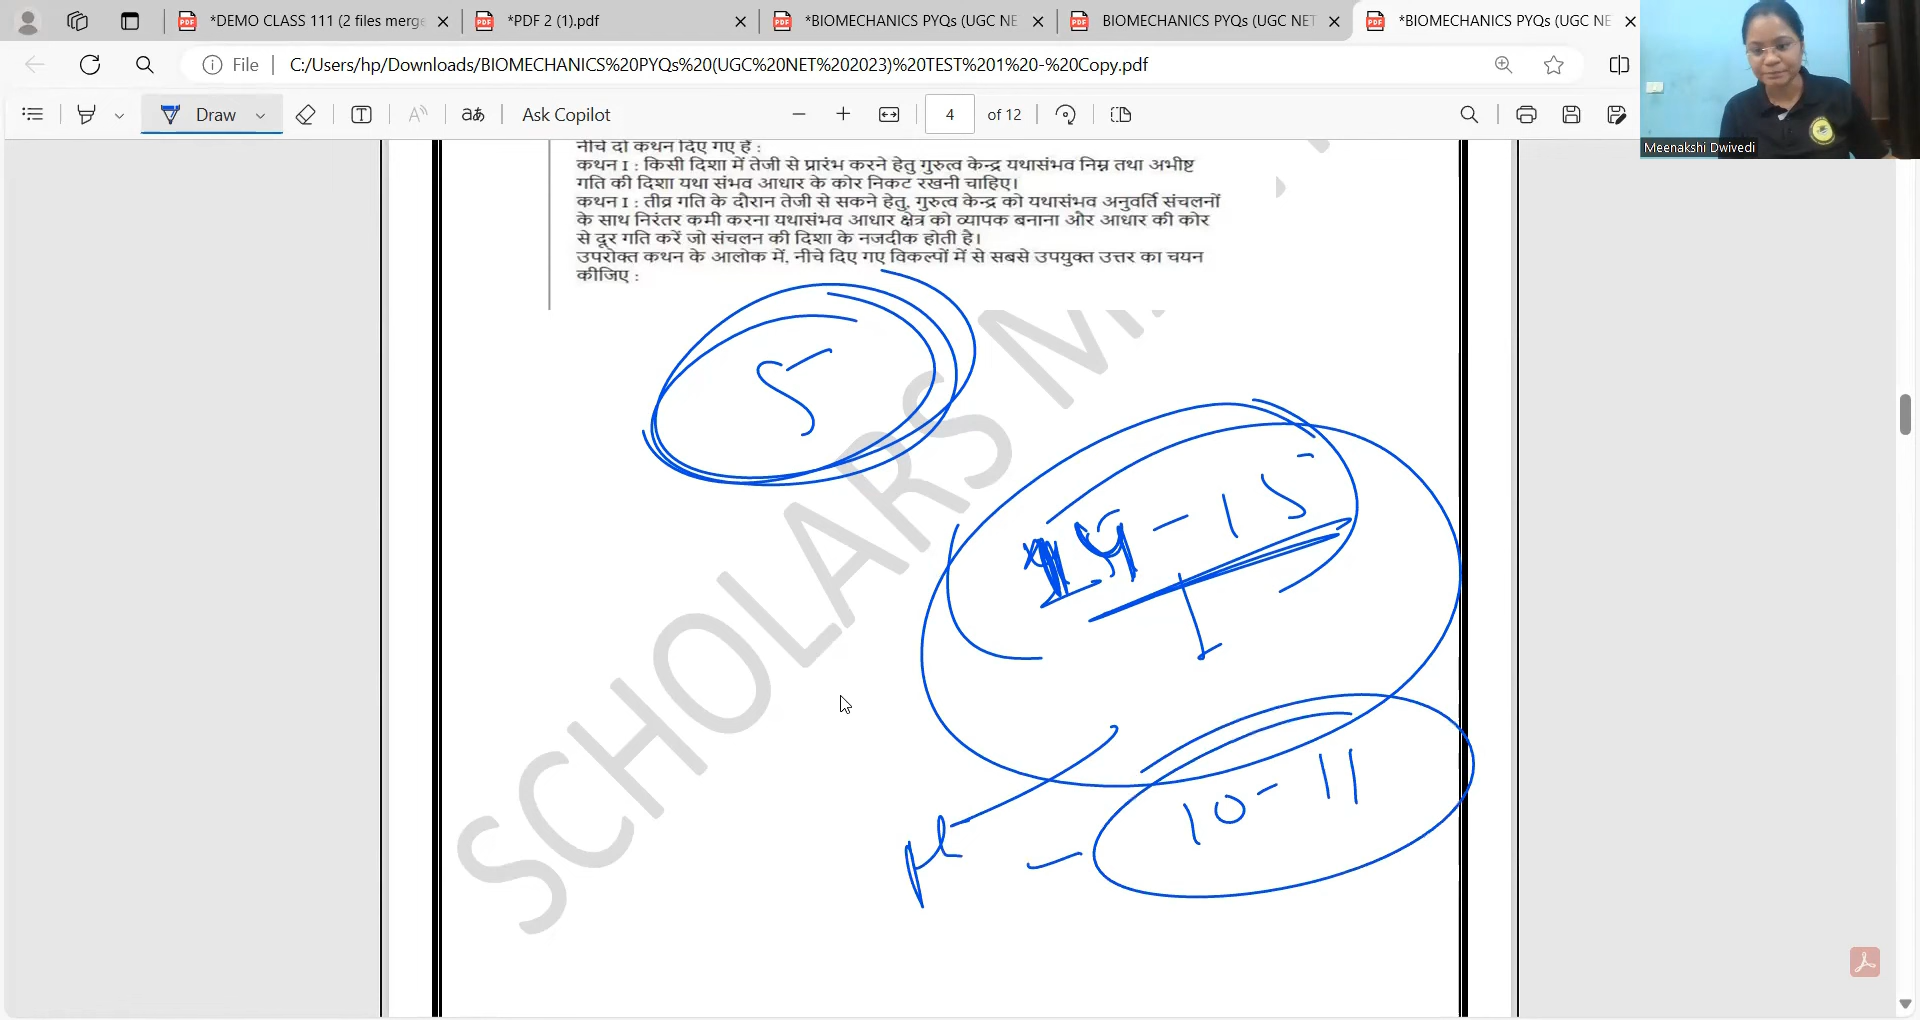 *DEMO CLASS 111 (2 files merge
*PDF 2 (1).pdf
*BIOMECHANICS PYQs (UGC NE
BIOMECHANICS PYQs (UGC NET
*BIOMECHANICS PYQs (UGC NE
File
C:/Users/hp/Downloads/BIOMECHANICS%20PYQs%20(UGC%20NET%202023)%20TEST%201%20-%20Copy.pdf
Draw
Ask Copilot
4 of 12
Meenakshi Dwivedi
नीचे दो कथन दिए गए हैं :
कथन I : किसी दिशा में तेजी से प्रारंभ करने हेतु गुरुत्व केन्द्र यथासंभव निम्न तथा अभीष्ट
गति की दिशा यथा संभव आधार के कोर निकट रखनी चाहिए।
कथन I : तीव्र गति के दौरान तेजी से सकने हेतु, गुरुत्व केन्द्र को यथासंभव अनुवर्ति संचलनों
के साथ निरंतर कमी करना यथासंभव आधार क्षेत्र को व्यापक बनाना और आधार की कोर
से दूर गति करें जो संचलन की दिशा के नजदीक होती है।
उपरोक्त कथन के आलोक में, नीचे दिए गए विकल्पों में से सबसे उपयुक्त उत्तर का चयन
कीजिए :
5
- 15
10 - 11
SCHOLARS